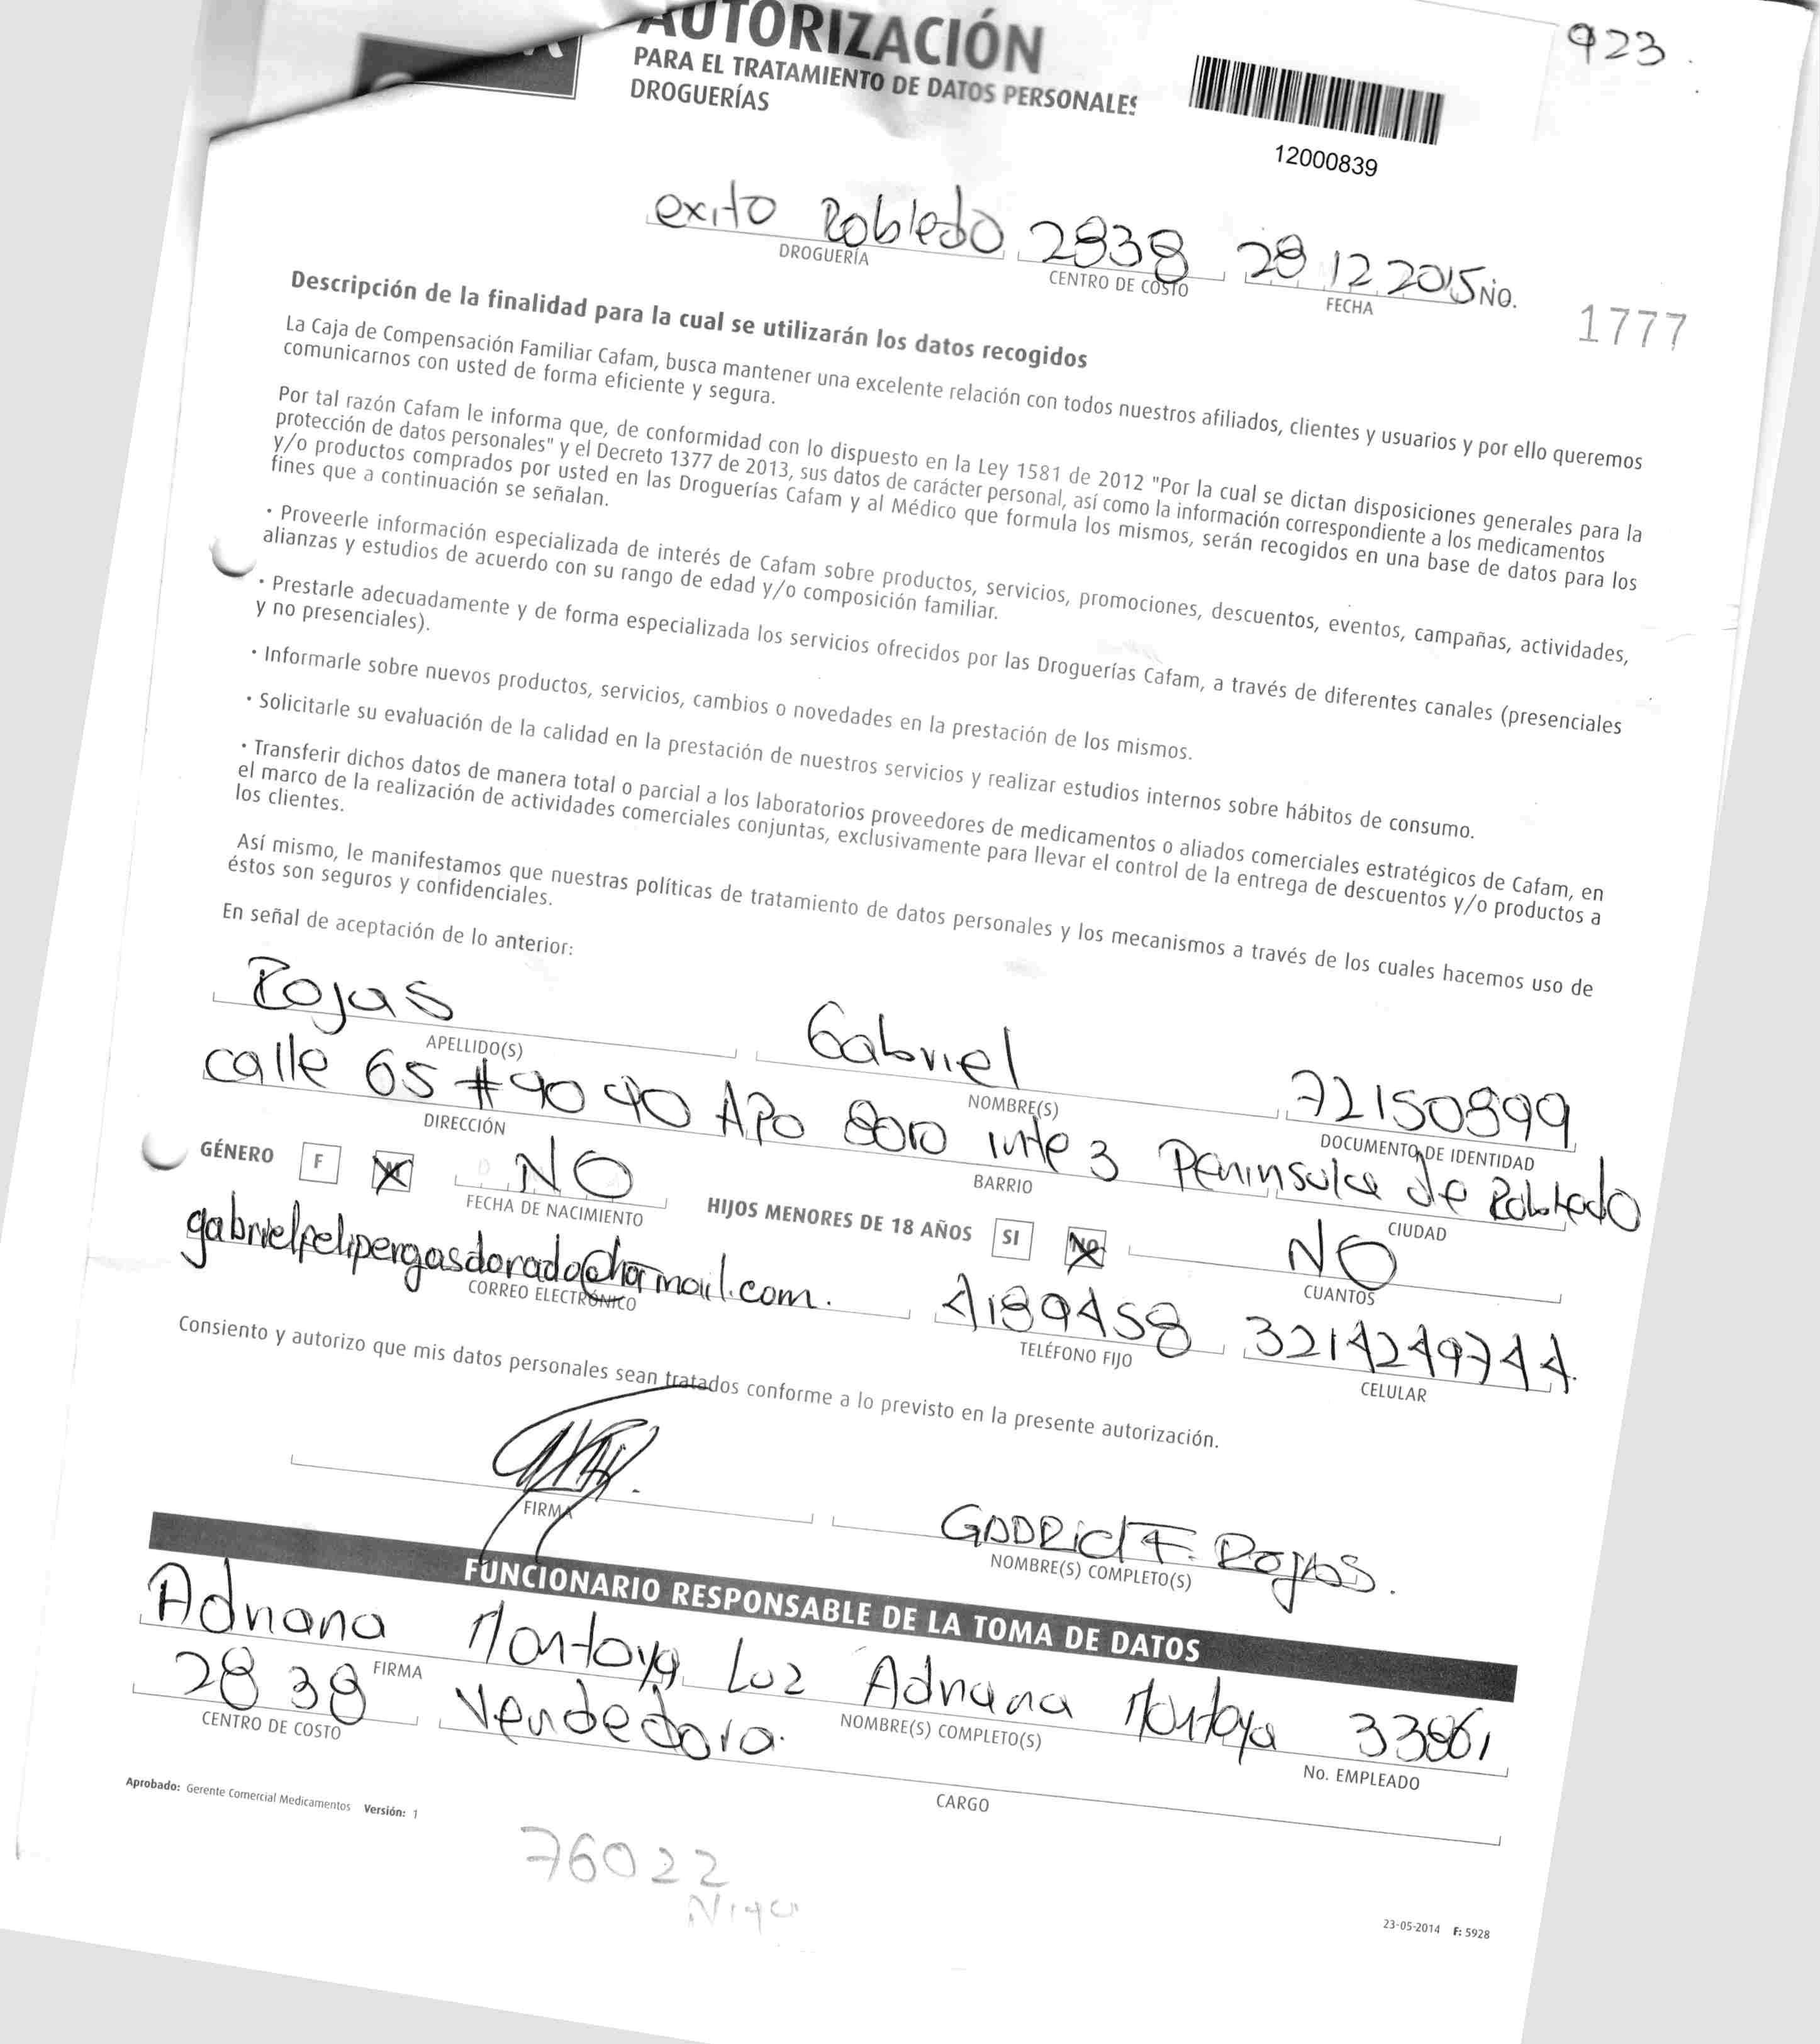 923.
AUTORIZACIÓN
PARA EL TRATAMIENTO DE DATOS PERSONALES
DROGUERÍAS
12000839
exito Robledo 2838 28 12 2015 NO. 1777
DROGUERÍA CENTRO DE COSTO FECHA
Descripción de la finalidad para la cual se utilizarán los datos recogidos
La Caja de Compensación Familiar Cafam, busca mantener una excelente relación con todos nuestros afiliados, clientes y usuarios y por ello queremos
comunicarnos con usted de forma eficiente y segura.
Por tal razón Cafam le informa que, de conformidad con lo dispuesto en la Ley 1581 de 2012 "Por la cual se dictan disposiciones generales para la
protección de datos personales" y el Decreto 1377 de 2013, sus datos de carácter personal, así como la información correspondiente a los medicamentos
y/o productos comprados por usted en las Droguerías Cafam y al Médico que formula los mismos, serán recogidos en una base de datos para los
fines que a continuación se señalan.
• Proveerle información especializada de interés de Cafam sobre productos, servicios, promociones, descuentos, eventos, campañas, actividades,
alianzas y estudios de acuerdo con su rango de edad y/o composición familiar.
• Prestarle adecuadamente y de forma especializada los servicios ofrecidos por las Droguerías Cafam, a través de diferentes canales (presenciales
y no presenciales).
• Informarle sobre nuevos productos, servicios, cambios o novedades en la prestación de los mismos.
• Solicitarle su evaluación de la calidad en la prestación de nuestros servicios y realizar estudios internos sobre hábitos de consumo.
• Transferir dichos datos de manera total o parcial a los laboratorios proveedores de medicamentos o aliados comerciales estratégicos de Cafam, en
el marco de la realización de actividades comerciales conjuntas, exclusivamente para llevar el control de la entrega de descuentos y/o productos a
los clientes.
Así mismo, le manifestamos que nuestras políticas de tratamiento de datos personales y los mecanismos a través de los cuales hacemos uso de
éstos son seguros y confidenciales.
En señal de aceptación de lo anterior:
Rojas Gabriel 72150899
APELLIDO(S) NOMBRE(S) DOCUMENTO DE IDENTIDAD
calle 65 #90 90 APO 8010 inte 3 Peninsula de Robledo
DIRECCIÓN BARRIO CIUDAD
GÉNERO F M NO HIJOS MENORES DE 18 AÑOS SI NO NO
FECHA DE NACIMIENTO CUANTOS
gabrielfeliperojasdorado@hotmail.com. 4189458 3214249744.
CORREO ELECTRÓNICO TELÉFONO FIJO CELULAR
Consiento y autorizo que mis datos personales sean tratados conforme a lo previsto en la presente autorización.
F. Rojas.
FIRMA NOMBRE(S) COMPLETO(S)
FUNCIONARIO RESPONSABLE DE LA TOMA DE DATOS
Adriana Montoya Luz Adriana Montoya 33861
FIRMA NOMBRE(S) COMPLETO(S) No. EMPLEADO
2838 Vendedora.
CENTRO DE COSTO CARGO
Aprobado: Gerente Comercial Medicamentos Versión: 1
76022
23-05-2014 F: 5928